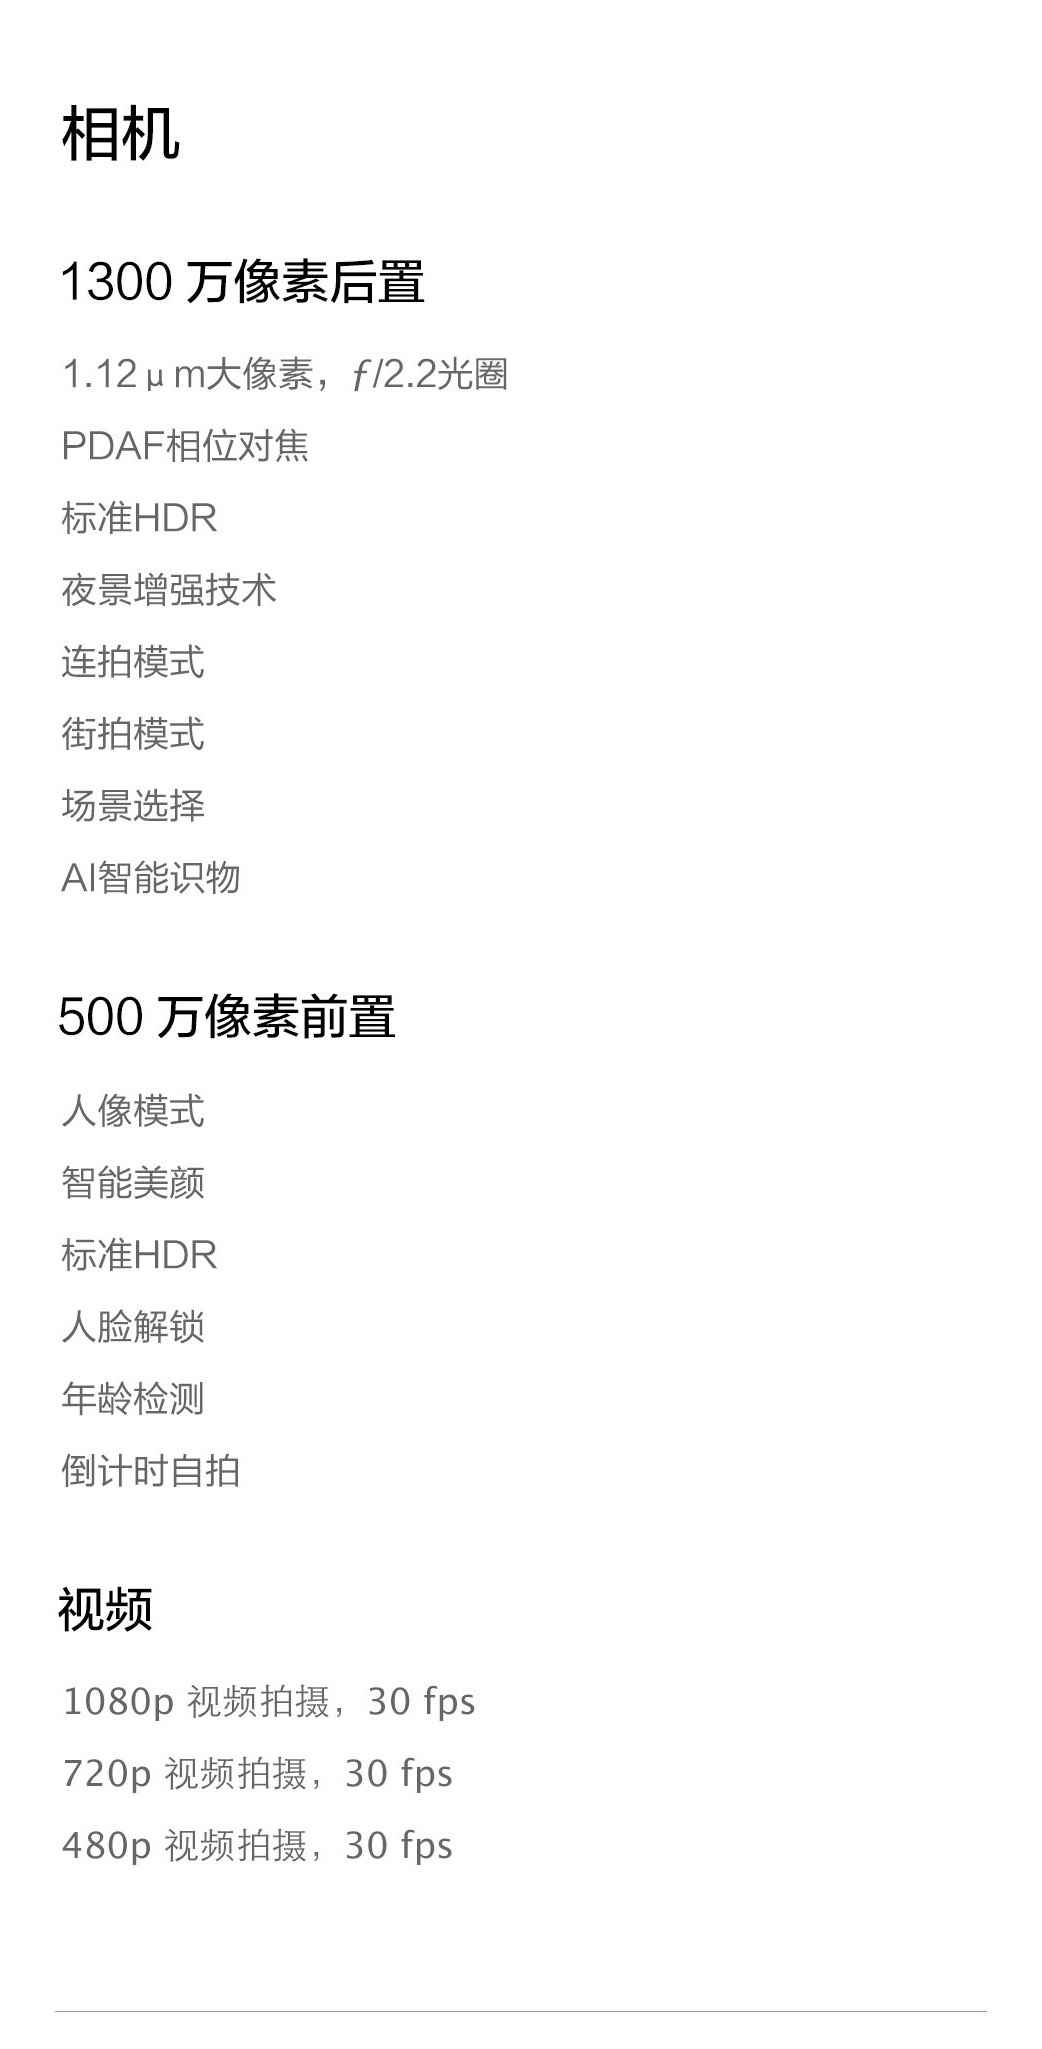 相机
1300 万像素后置
1.12μm大像素，ƒ/2.2光圈
PDAF相位对焦
标准HDR
夜景增强技术
连拍模式
街拍模式
场景选择
AI智能识物
500 万像素前置
人像模式
智能美颜
标准HDR
人脸解锁
年龄检测
倒计时自拍
视频
1080p 视频拍摄，30 fps
720p 视频拍摄，30 fps
480p 视频拍摄，30 fps